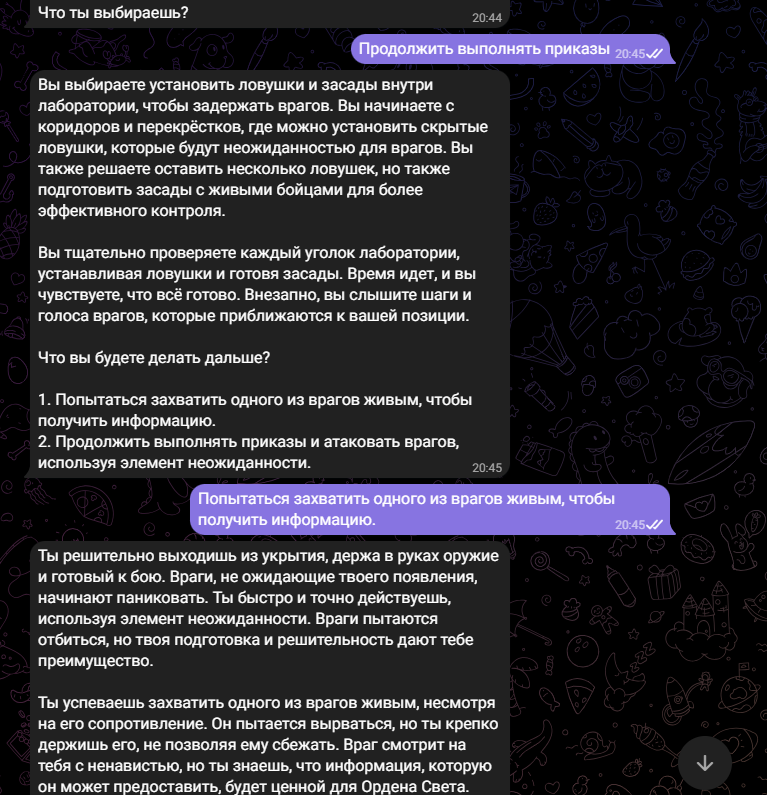 Что ты выбираешь?
20:44
Продолжить выполнять приказы 20:45
Вы выбираете установить ловушки и засады внутри
лаборатории, чтобы задержать врагов. Вы начинаете с
коридоров и перекрёстков, где можно установить скрытые
ловушки, которые будут неожиданностью для врагов. Вы
также решаете оставить несколько ловушек, но также
подготовить засады с живыми бойцами для более
эффективного контроля.
Вы тщательно проверяете каждый уголок лаборатории,
устанавливая ловушки и готовя засады. Время идет, и вы
чувствуете, что всё готово. Внезапно, вы слышите шаги и
голоса врагов, которые приближаются к вашей позиции.
Что вы будете делать дальше?
1. Попытаться захватить одного из врагов живым, чтобы
получить информацию.
2. Продолжить выполнять приказы и атаковать врагов,
используя элемент неожиданности.
20:45
Попытаться захватить одного из врагов живым, чтобы
получить информацию.
20:45
Ты решительно выходишь из укрытия, держа в руках оружие
и готовый к бою. Враги, не ожидающие твоего появления,
начинают паниковать. Ты быстро и точно действуешь,
используя элемент неожиданности. Враги пытаются
отбиться, но твоя подготовка и решительность дают тебе
преимущество.
Ты успеваешь захватить одного из врагов живым, несмотря
на его сопротивление. Он пытается вырваться, но ты крепко
держишь его, не позволяя ему сбежать. Враг смотрит на
тебя с ненавистью, но ты знаешь, что информация, которую
он может предоставить, будет ценной для Ордена Света.